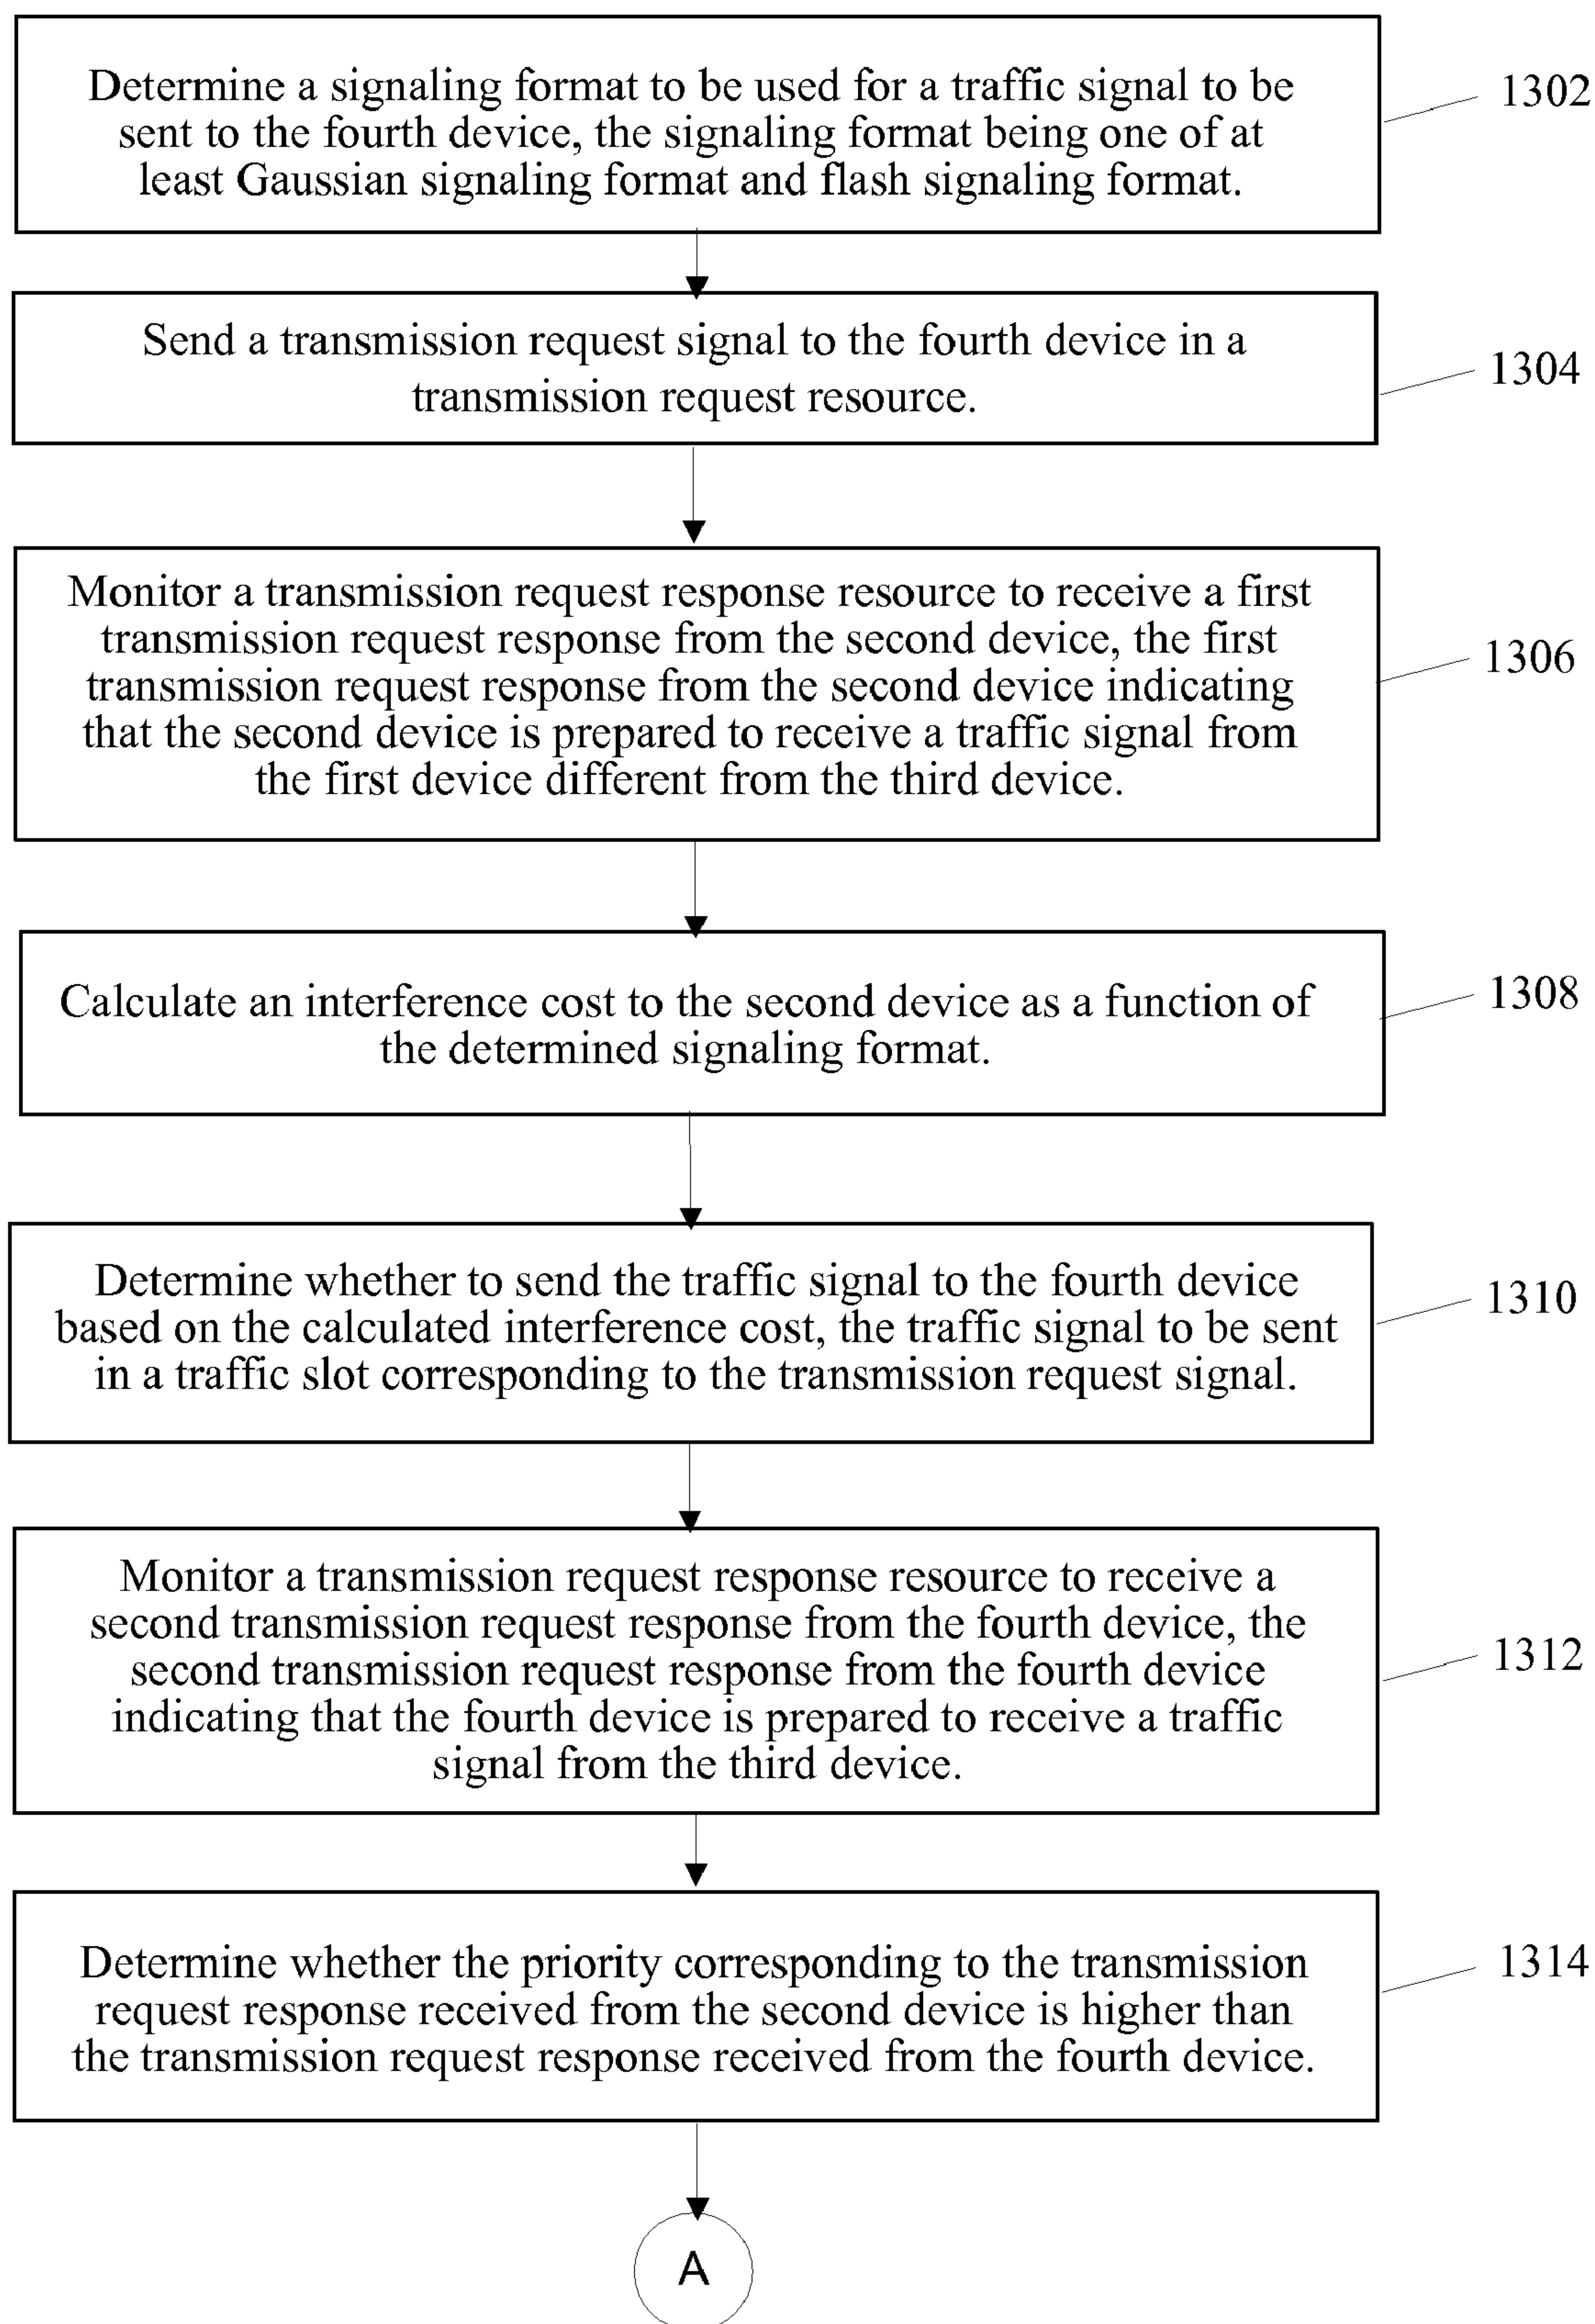 Determine a signaling format to be used for a traffic signal to be
sent to the fourth device, the signaling format being one of at
least Gaussian signaling format and flash signaling format.
1302
Send a transmission request signal to the fourth device in a
transmission request resource.
1304
Monitor a transmission request response resource to receive a first
transmission request response from the second device, the first
transmission request response from the second device indicating
that the second device is prepared to receive a traffic signal from
the first device different from the third device.
1306
Calculate an interference cost to the second device as a function of
the determined signaling format.
1308
Determine whether to send the traffic signal to the fourth device
based on the calculated interference cost, the traffic signal to be sent
in a traffic slot corresponding to the transmission request signal.
1310
Monitor a transmission request response resource to receive a
second transmission request response from the fourth device, the
second transmission request response from the fourth device
indicating that the fourth device is prepared to receive a traffic
signal from the third device.
1312
Determine whether the priority corresponding to the transmission
request response received from the second device is higher than
the transmission request response received from the fourth device.
1314
A